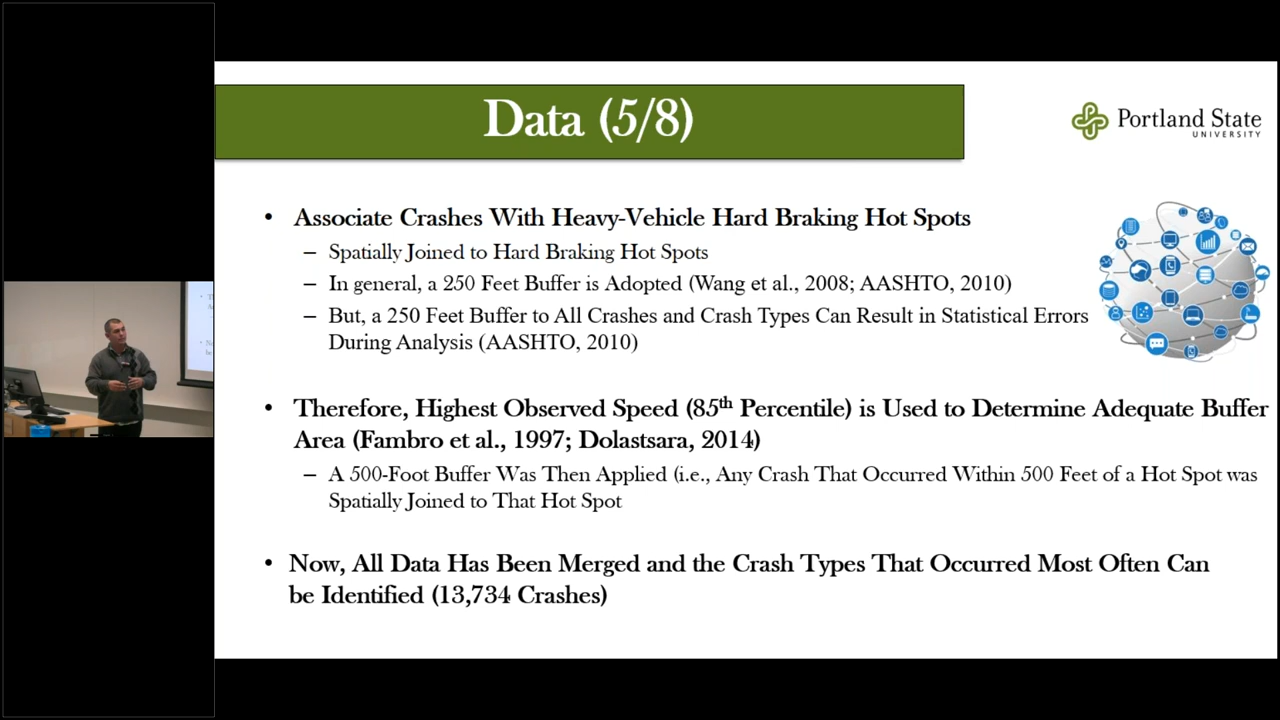 Data (5/8)
Portland State
UNIVERSITY
• Associate Crashes With Heavy-Vehicle Hard Braking Hot Spots
– Spatially Joined to Hard Braking Hot Spots
– In general, a 250 Feet Buffer is Adopted (Wang et al., 2008; AASHTO, 2010)
– But, a 250 Feet Buffer to All Crashes and Crash Types Can Result in Statistical Errors
During Analysis (AASHTO, 2010)
• Therefore, Highest Observed Speed (85th Percentile) is Used to Determine Adequate Buffer
Area (Fambro et al., 1997; Dolastsara, 2014)
– A 500-Foot Buffer Was Then Applied (i.e., Any Crash That Occurred Within 500 Feet of a Hot Spot was
Spatially Joined to That Hot Spot
• Now, All Data Has Been Merged and the Crash Types That Occurred Most Often Can
be Identified (13,734 Crashes)